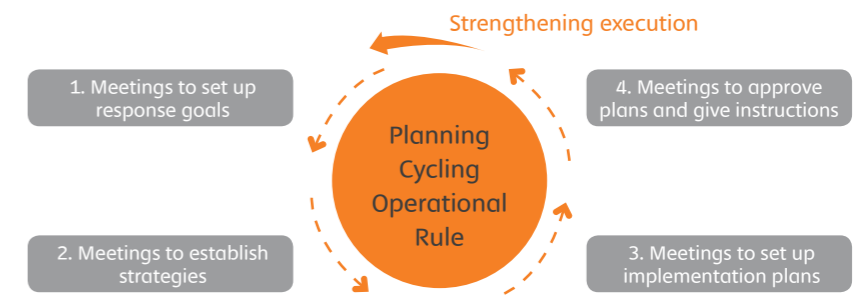 Strengthening execution
1. Meetings to set up
response goals
4. Meetings to approve
plans and give instructions
Planning
Cycling
Operational
Rule
2. Meetings to establish
strategies
3. Meetings to set up
implementation plans